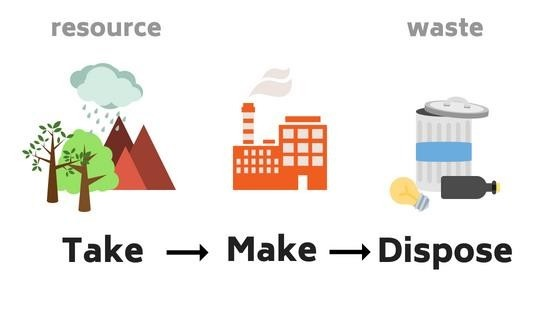 resource
waste
Take → Make → Dispose